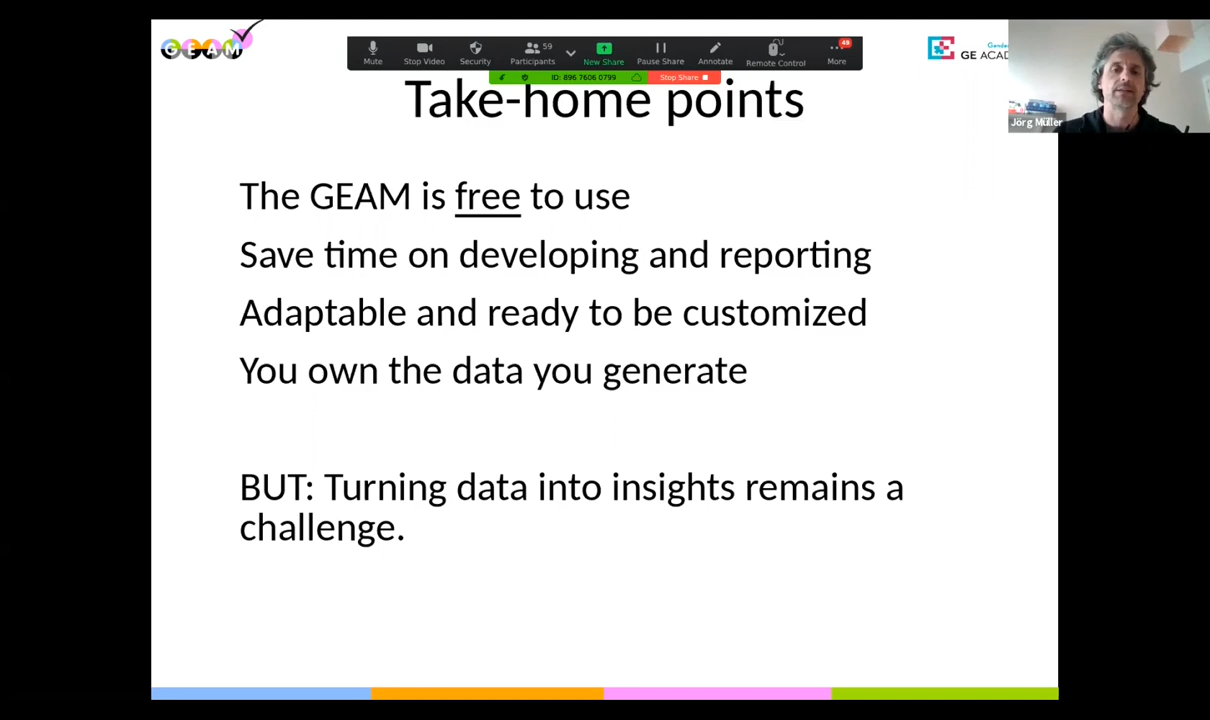 GEAM
Mute
Stop Video
Security
Participants
59
New Share
Pause Share
Annotate
Remote Control
More
49
ID: 896 7606 0799
Stop Share
GE ACAD
Jörg Müller
Take-home points
The GEAM is free to use
Save time on developing and reporting
Adaptable and ready to be customized
You own the data you generate
BUT: Turning data into insights remains a
challenge.